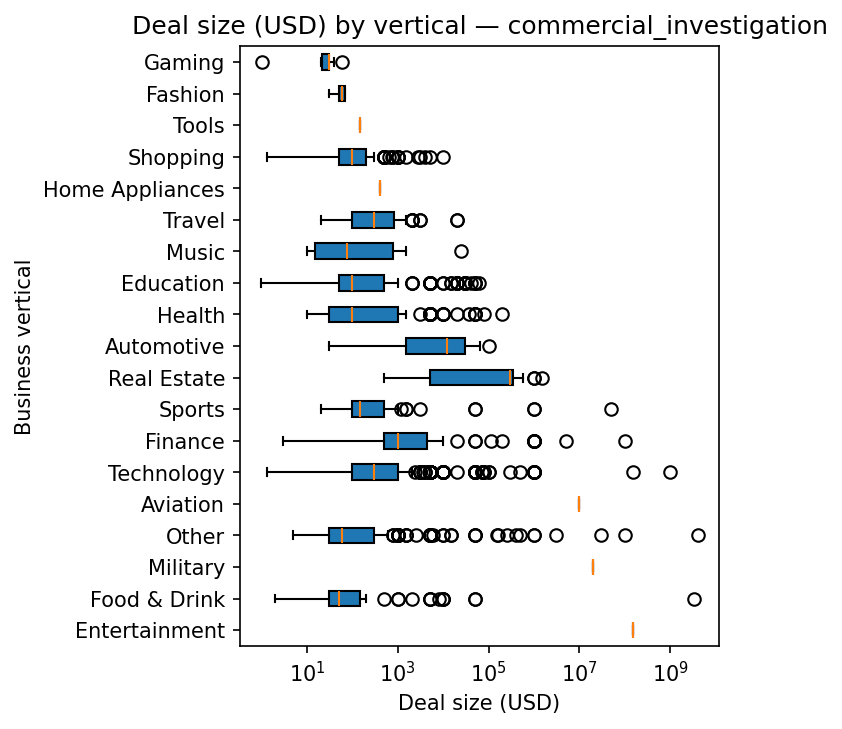 Deal size (USD) by vertical — commercial_investigation
Business vertical
Gaming
Fashion
Tools
Shopping
Home Appliances
Travel
Music
Education
Health
Automotive
Real Estate
Sports
Finance
Technology
Aviation
Other
Military
Food & Drink
Entertainment
10¹ 10³ 10⁵ 10⁷ 10⁹
Deal size (USD)